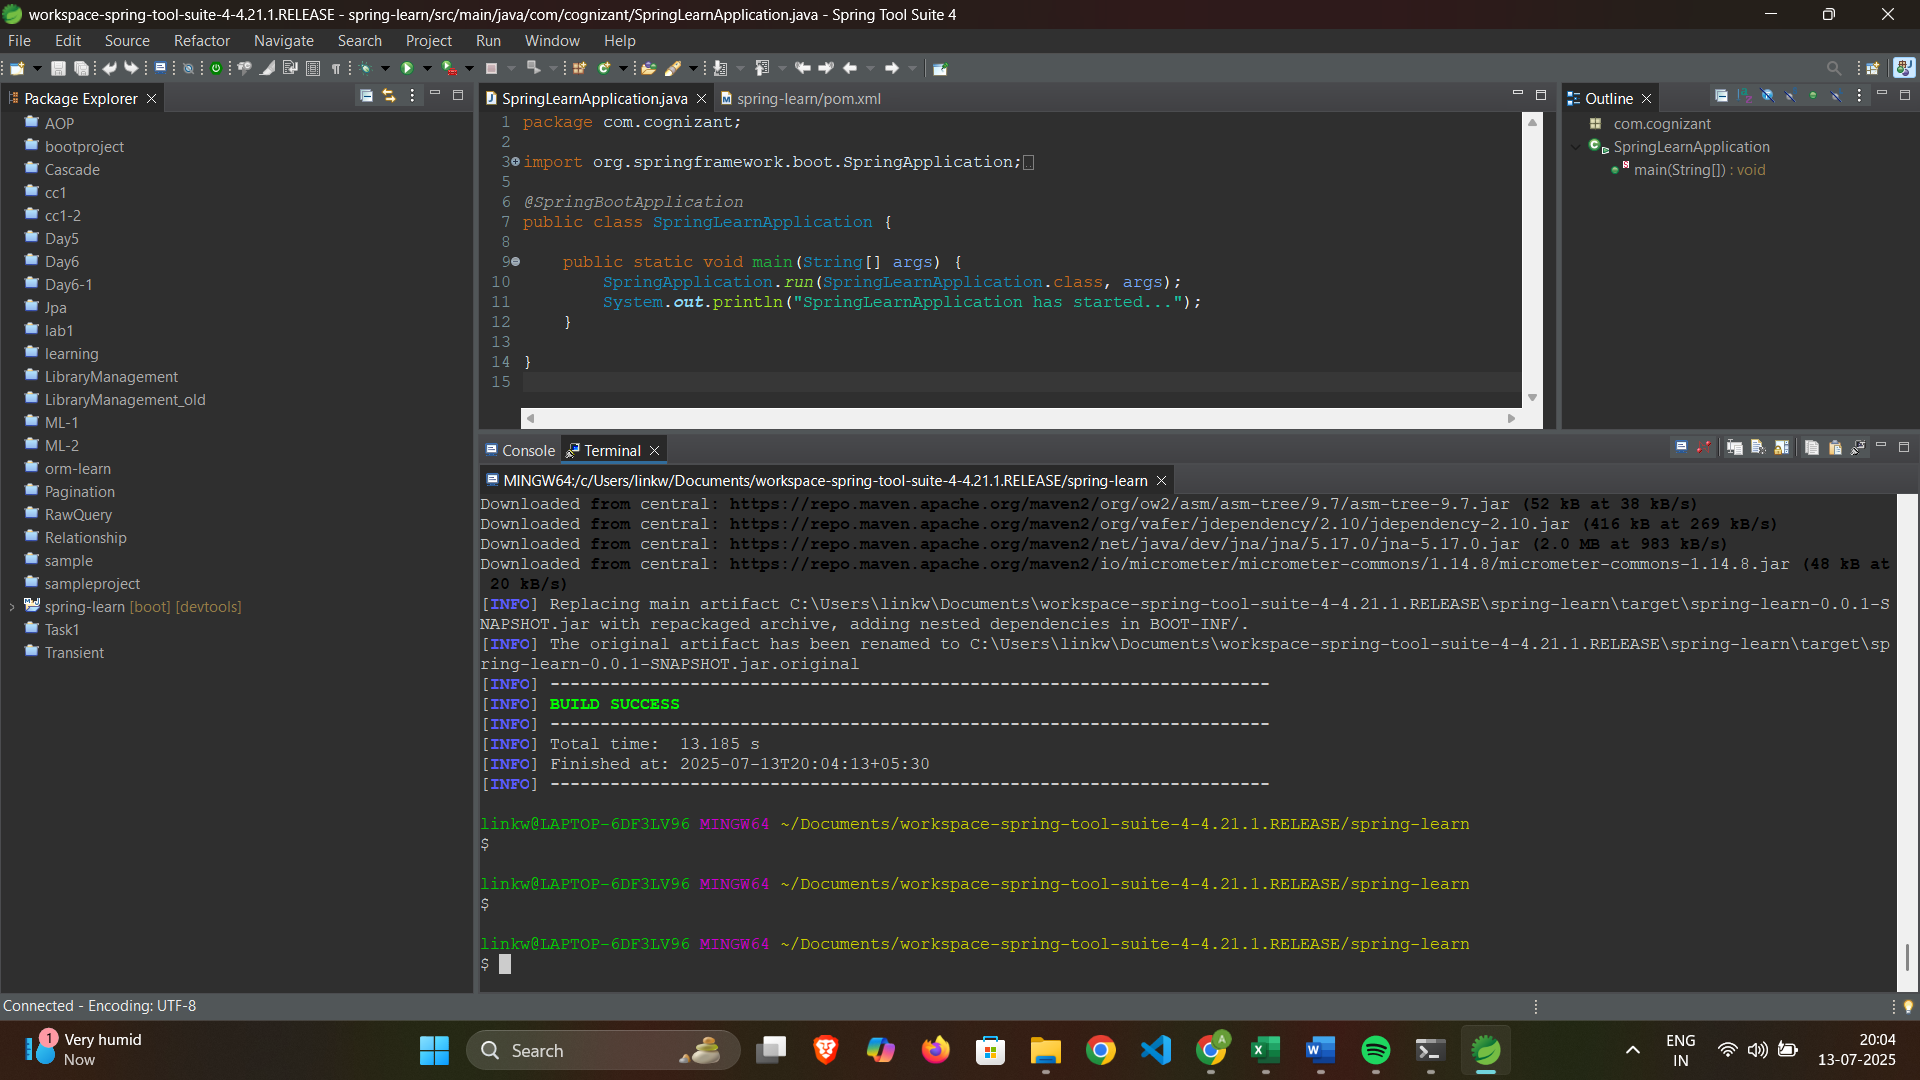 workspace-spring-tool-suite-4-4.21.1.RELEASE - spring-learn/src/main/java/com/cognizant/SpringLearnApplication.java - Spring Tool Suite 4
File Edit Source Refactor Navigate Search Project Run Window Help
Package Explorer
AOP
bootproject
Cascade
cc1
cc1-2
Day5
Day6
Day6-1
Jpa
lab1
learning
LibraryManagement
LibraryManagement_old
ML-1
ML-2
orm-learn
Pagination
RawQuery
Relationship
sample
sampleproject
spring-learn [boot] [devtools]
Task1
Transient
SpringLearnApplication.java
spring-learn/pom.xml
1 package com.cognizant;
2
3 import org.springframework.boot.SpringApplication;
5
6 @SpringBootApplication
7 public class SpringLearnApplication {
8
9 public static void main(String[] args) {
10 SpringApplication.run(SpringLearnApplication.class, args);
11 System.out.println("SpringLearnApplication has started...");
12 }
13
14 }
15
Outline
com.cognizant
SpringLearnApplication
main(String[]) : void
Console
Terminal
MINGW64:/c/Users/linkw/Documents/workspace-spring-tool-suite-4-4.21.1.RELEASE/spring-learn
Downloaded from central: https://repo.maven.apache.org/maven2/org/ow2/asm/asm-tree/9.7/asm-tree-9.7.jar (52 kB at 38 kB/s)
Downloaded from central: https://repo.maven.apache.org/maven2/org/vafer/jdependency/2.10/jdependency-2.10.jar (416 kB at 269 kB/s)
Downloaded from central: https://repo.maven.apache.org/maven2/net/java/dev/jna/jna/5.17.0/jna-5.17.0.jar (2.0 MB at 983 kB/s)
Downloaded from central: https://repo.maven.apache.org/maven2/io/micrometer/micrometer-commons/1.14.8/micrometer-commons-1.14.8.jar (48 kB at
20 kB/s)
[INFO] Replacing main artifact C:\Users\linkw\Documents\workspace-spring-tool-suite-4-4.21.1.RELEASE\spring-learn\target\spring-learn-0.0.1-S
NAPSHOT.jar with repackaged archive, adding nested dependencies in BOOT-INF/.
[INFO] The original artifact has been renamed to C:\Users\linkw\Documents\workspace-spring-tool-suite-4-4.21.1.RELEASE\spring-learn\target\sp
ring-learn-0.0.1-SNAPSHOT.jar.original
[INFO] ------------------------------------------------------------------------
[INFO] BUILD SUCCESS
[INFO] ------------------------------------------------------------------------
[INFO] Total time:  13.185 s
[INFO] Finished at: 2025-07-13T20:04:13+05:30
[INFO] ------------------------------------------------------------------------
linkw@LAPTOP-6DF3LV96 MINGW64 ~/Documents/workspace-spring-tool-suite-4-4.21.1.RELEASE/spring-learn
$
linkw@LAPTOP-6DF3LV96 MINGW64 ~/Documents/workspace-spring-tool-suite-4-4.21.1.RELEASE/spring-learn
$
linkw@LAPTOP-6DF3LV96 MINGW64 ~/Documents/workspace-spring-tool-suite-4-4.21.1.RELEASE/spring-learn
$
Connected - Encoding: UTF-8
1
Very humid
Now
Search
A
ENG
IN
20:04
13-07-2025